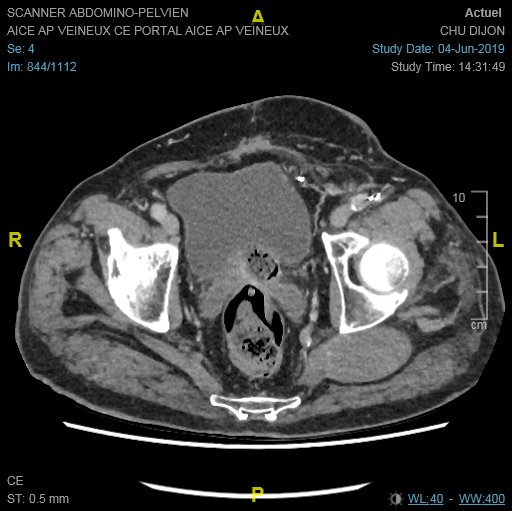 SCANNER ABDOMINO-PELVIEN
AICE AP VEINEUX CE PORTAL AICE AP VEINEUX
Se: 4
Im: 844/1112
A
Actuel
CHU DIJON
Study Date: 04-Jun-2019
Study Time: 14:31:49
10
R
L
cm
CE
ST: 0.5 mm
P
WL:40 - WW:400